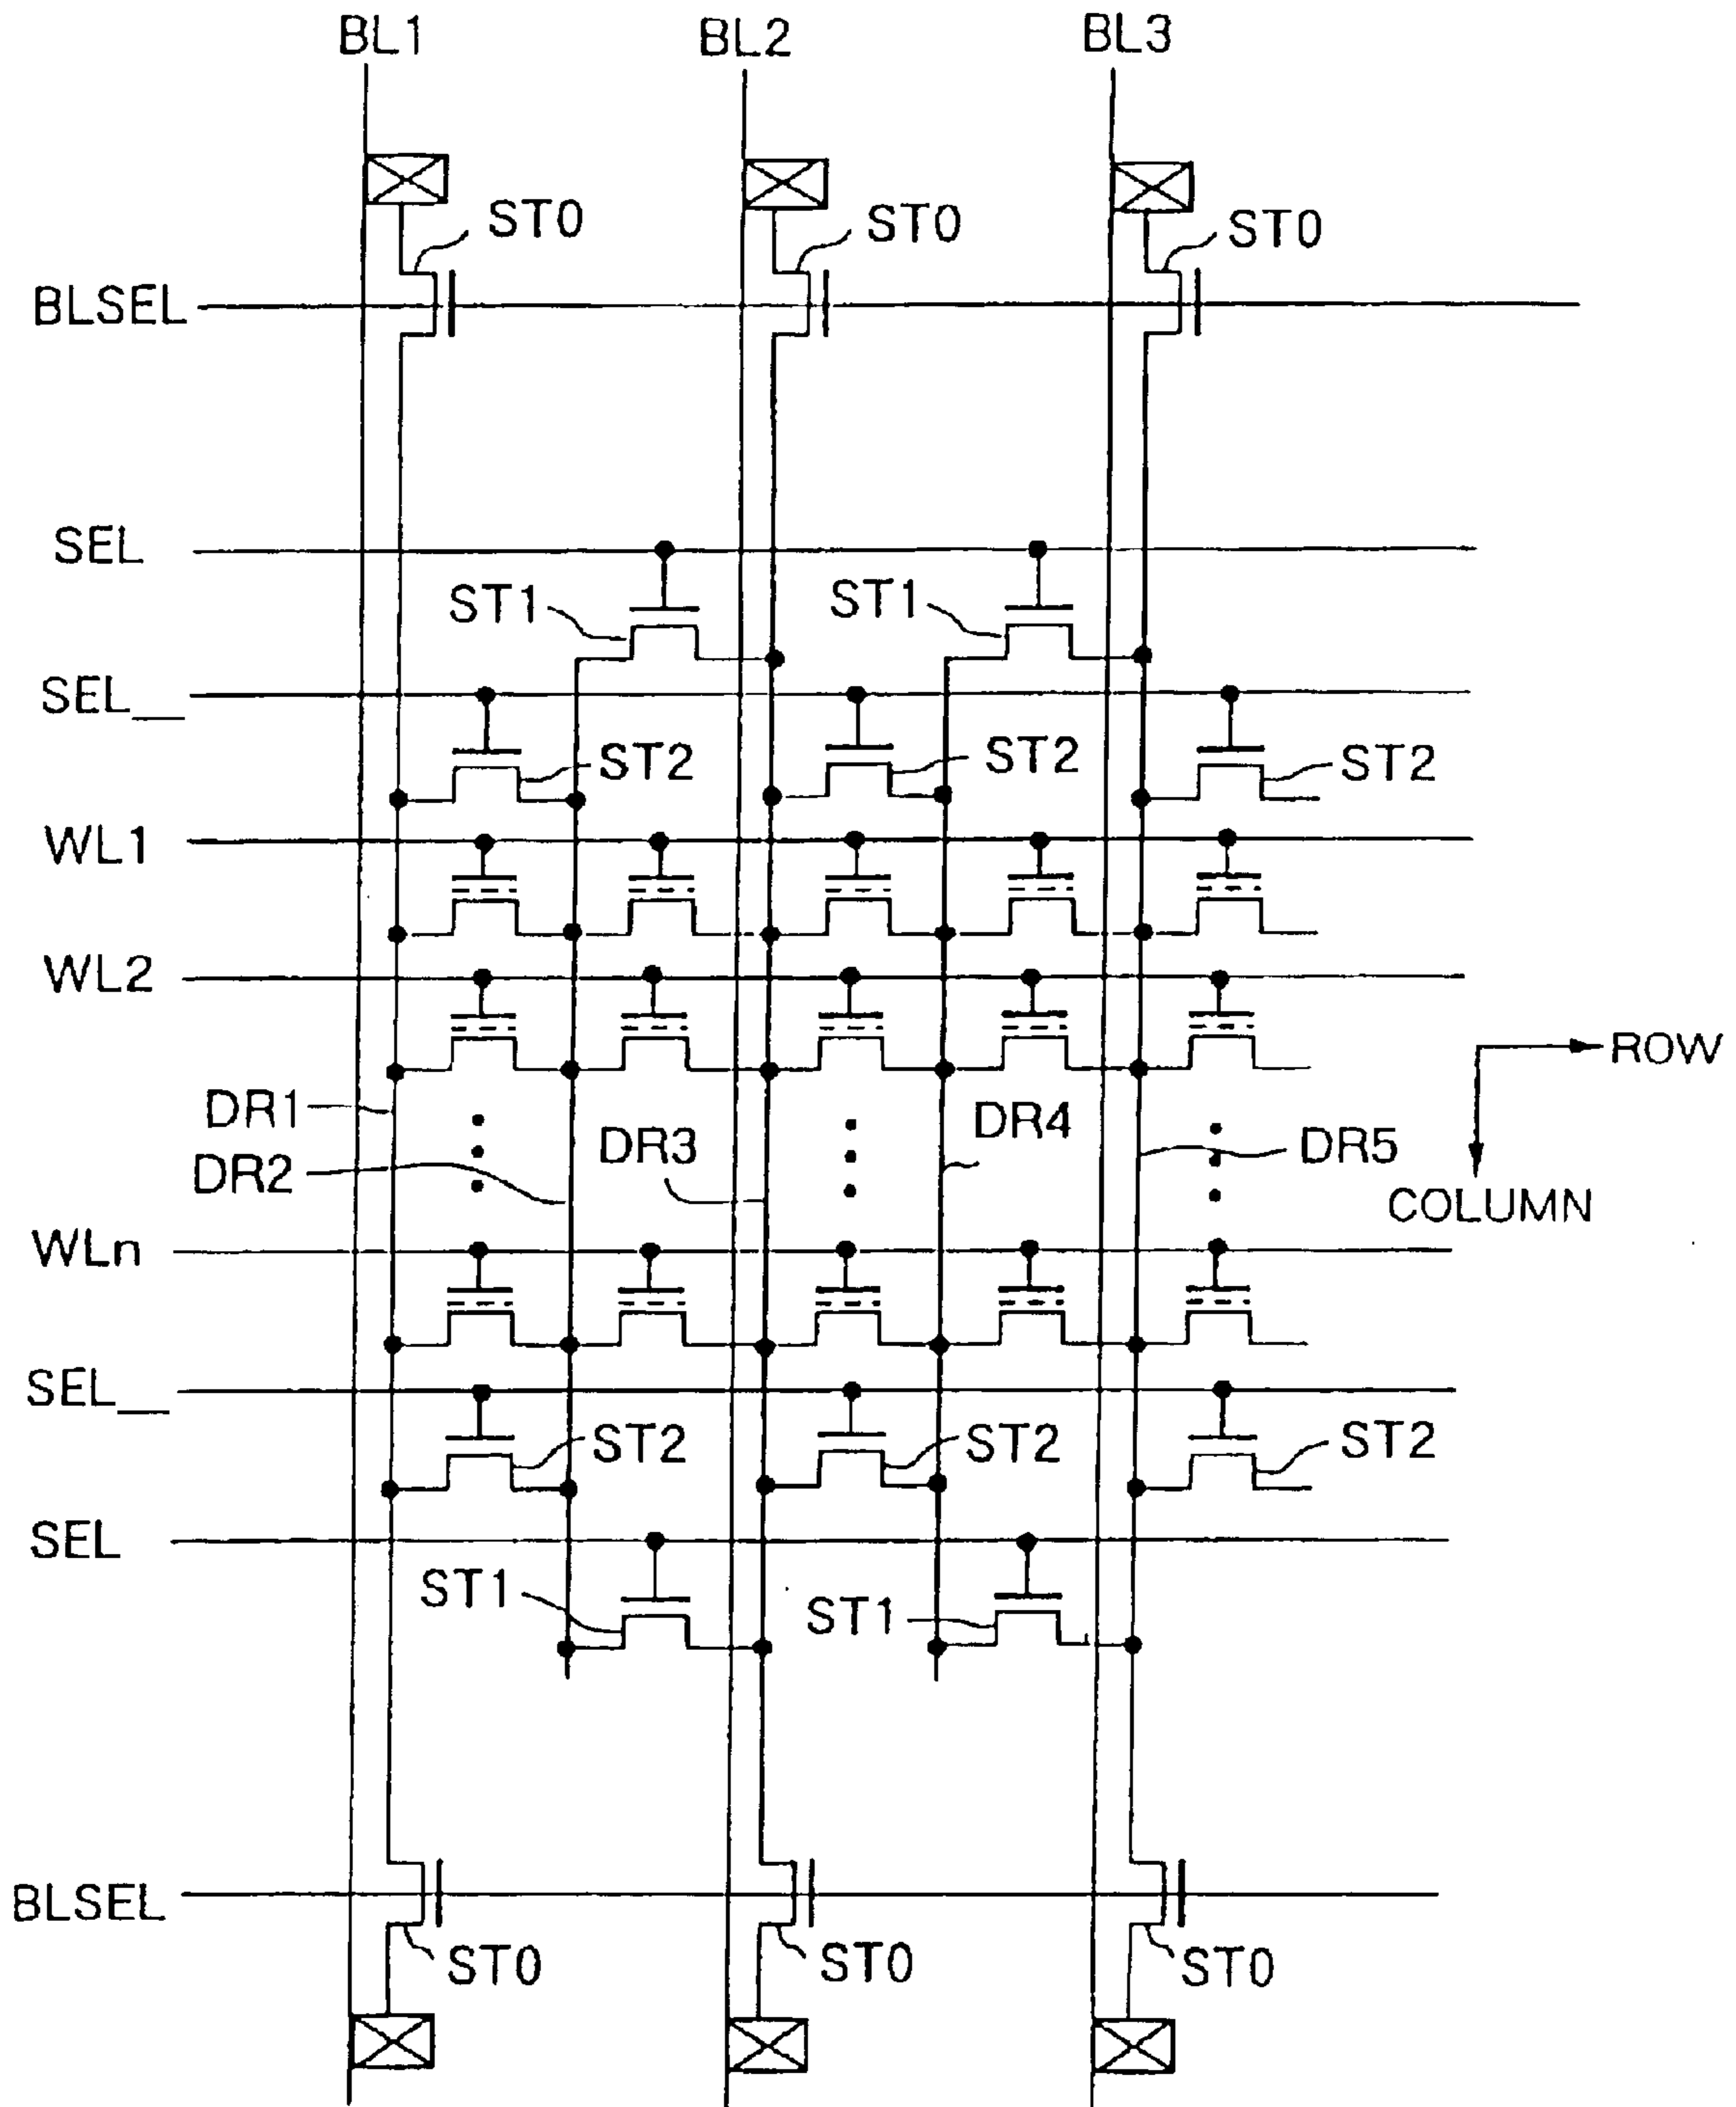 BL1 BL2 BL3
ST0 ST0 ST0
BLSEL
SEL
ST1 ST1
SEL__
ST2 ST2 ST2
WL1
WL2
ROW
DR1 DR3 DR4 DR5
DR2
COLUMN
WLn
SEL__
ST2 ST2 ST2
SEL
ST1 ST1
BLSEL
ST0 ST0 ST0